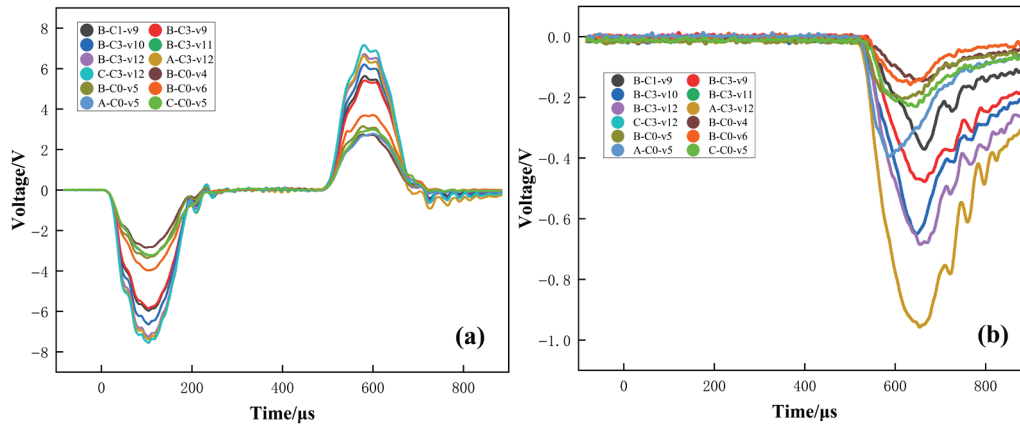 (a)
B-C1-v9 B-C3-v9
B-C3-v10 B-C3-v11
B-C3-v12 A-C3-v12
C-C3-v12 B-C0-v4
B-C0-v5 B-C0-v6
A-C0-v5 C-C0-v5
Voltage/V
8
6
4
2
0
−2
−4
−6
−8
0 200 400 600 800
Time/μs
(b)
B-C1-v9 B-C3-v9
B-C3-v10 B-C3-v11
B-C3-v12 A-C3-v12
C-C3-v12 B-C0-v4
B-C0-v5 B-C0-v6
A-C0-v5 C-C0-v5
Voltage/V
0.0
−0.2
−0.4
−0.6
−0.8
−1.0
0 200 400 600 800
Time/μs